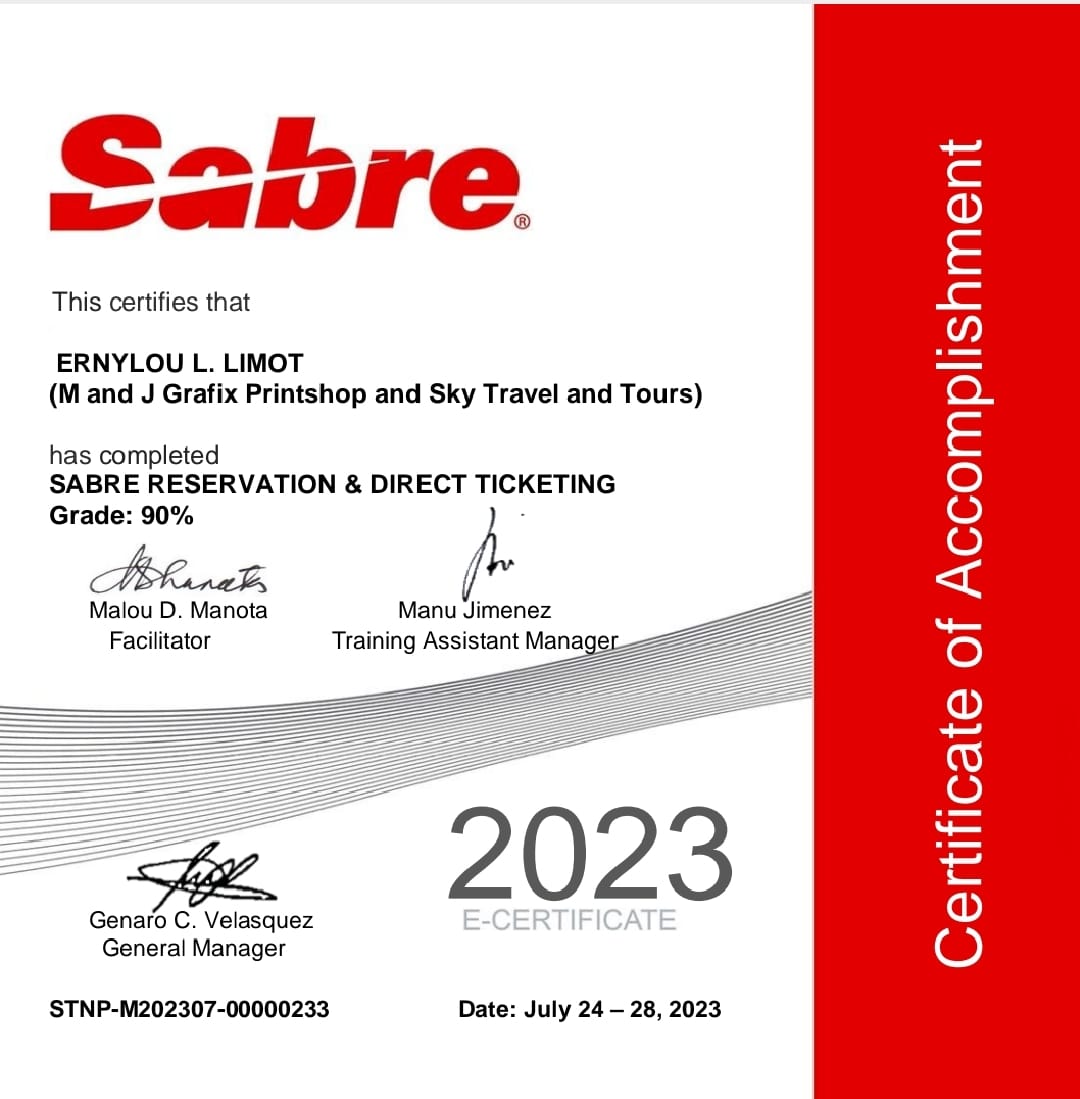 Sabre®
This certifies that
ERNYLOU L. LIMOT
(M and J Grafix Printshop and Sky Travel and Tours)
has completed
SABRE RESERVATION & DIRECT TICKETING
Grade: 90%
Malou D. Manota
Facilitator
Manu Jimenez
Training Assistant Manager
2023
E-CERTIFICATE
Genaro C. Velasquez
General Manager
STNP-M202307-00000233
Date: July 24 – 28, 2023
Certificate of Accomplishment